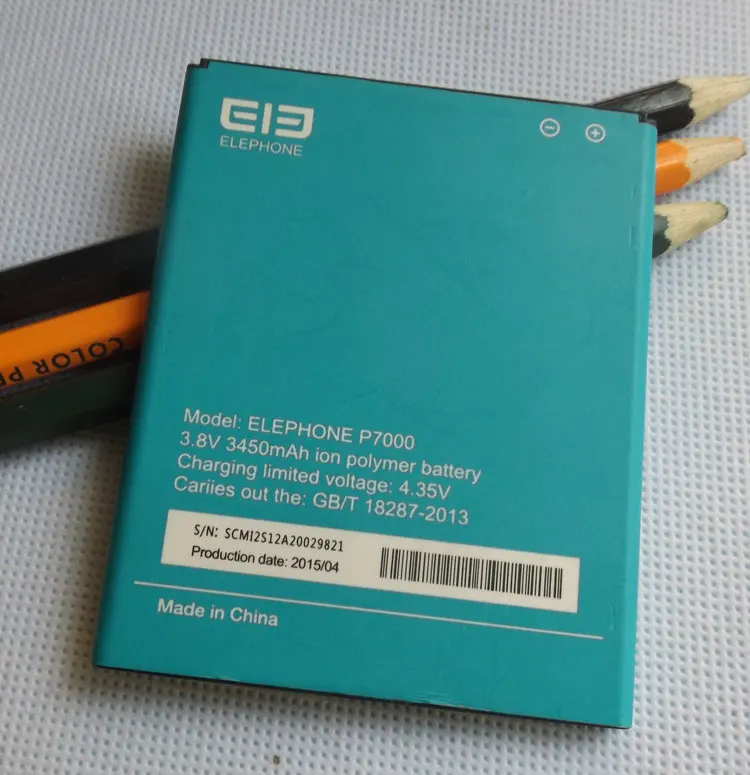 ELEPHONE
Model: ELEPHONE P7000
3.8V 3450mAh ion polymer battery
Charging limited voltage: 4.35V
Cariies out the: GB/T 18287-2013
S/N: SCMI2S12A20029821
Production date: 2015/04
Made in China
COLOR